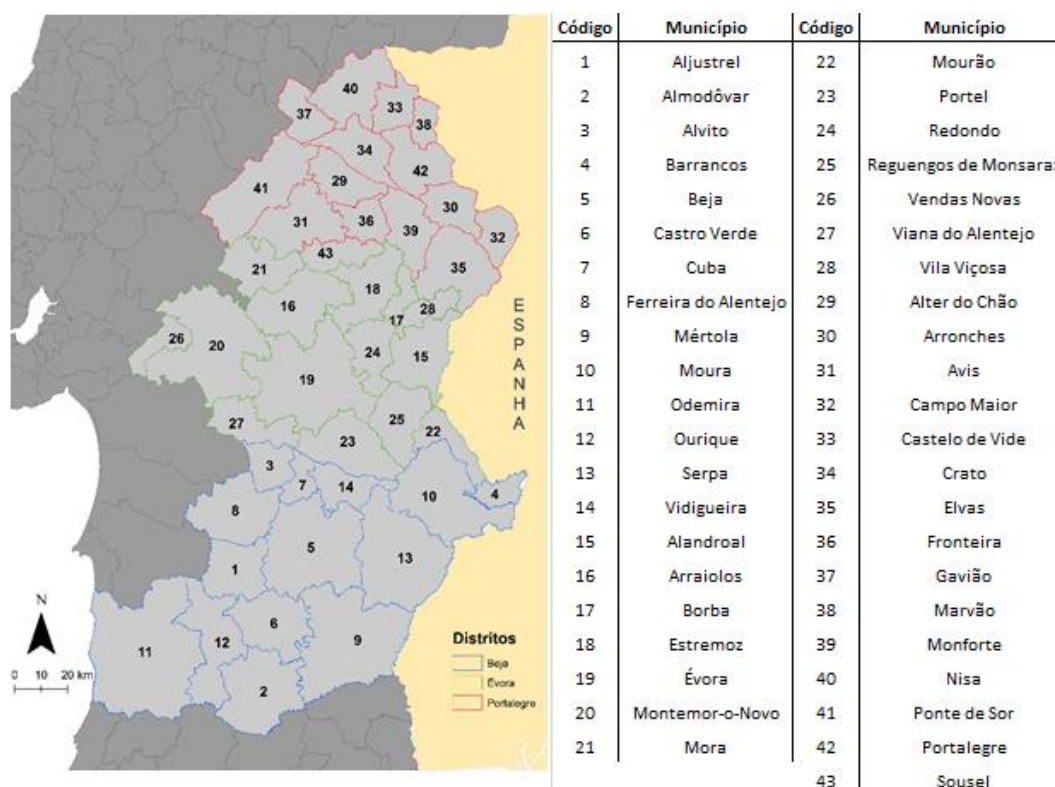 40
33
37
38
34
42
29
41
30
36
31
39
32
43
35
21
18
28
16
17
26
20
24
15
19
25
27
22
23
3
7
14
10
4
8
5
13
1
6
11
12
9
2
ESPANHA
N
0 10 20 km
Distritos
Beja
Évora
Portalegre
Código Município Código Município
1 Aljustrel 22 Mourão
2 Almodôvar 23 Portel
3 Alvito 24 Redondo
4 Barrancos 25 Reguengos de Monsaraz
5 Beja 26 Vendas Novas
6 Castro Verde 27 Viana do Alentejo
7 Cuba 28 Vila Viçosa
8 Ferreira do Alentejo 29 Alter do Chão
9 Mértola 30 Arronches
10 Moura 31 Avis
11 Odemira 32 Campo Maior
12 Ourique 33 Castelo de Vide
13 Serpa 34 Crato
14 Vidigueira 35 Elvas
15 Alandroal 36 Fronteira
16 Arraiolos 37 Gavião
17 Borba 38 Marvão
18 Estremoz 39 Monforte
19 Évora 40 Nisa
20 Montemor-o-Novo 41 Ponte de Sor
21 Mora 42 Portalegre
43 Sousel